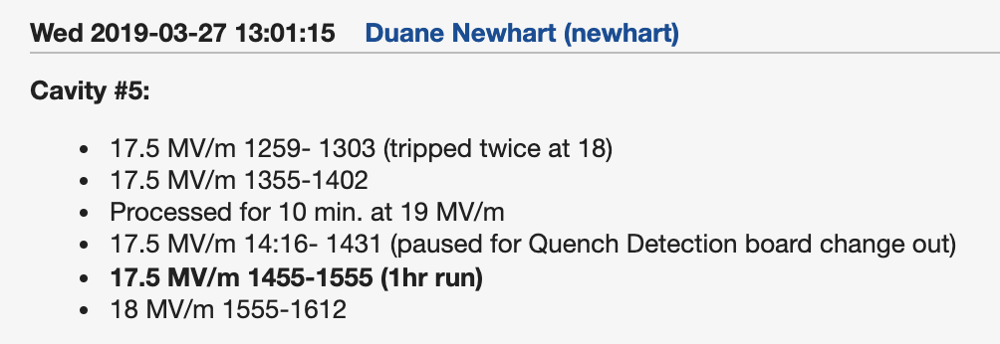 Wed 2019-03-27 13:01:15 Duane Newhart (newhart)
Cavity #5:
• 17.5 MV/m 1259- 1303 (tripped twice at 18)
• 17.5 MV/m 1355-1402
• Processed for 10 min. at 19 MV/m
• 17.5 MV/m 14:16- 1431 (paused for Quench Detection board change out)
• 17.5 MV/m 1455-1555 (1hr run)
• 18 MV/m 1555-1612